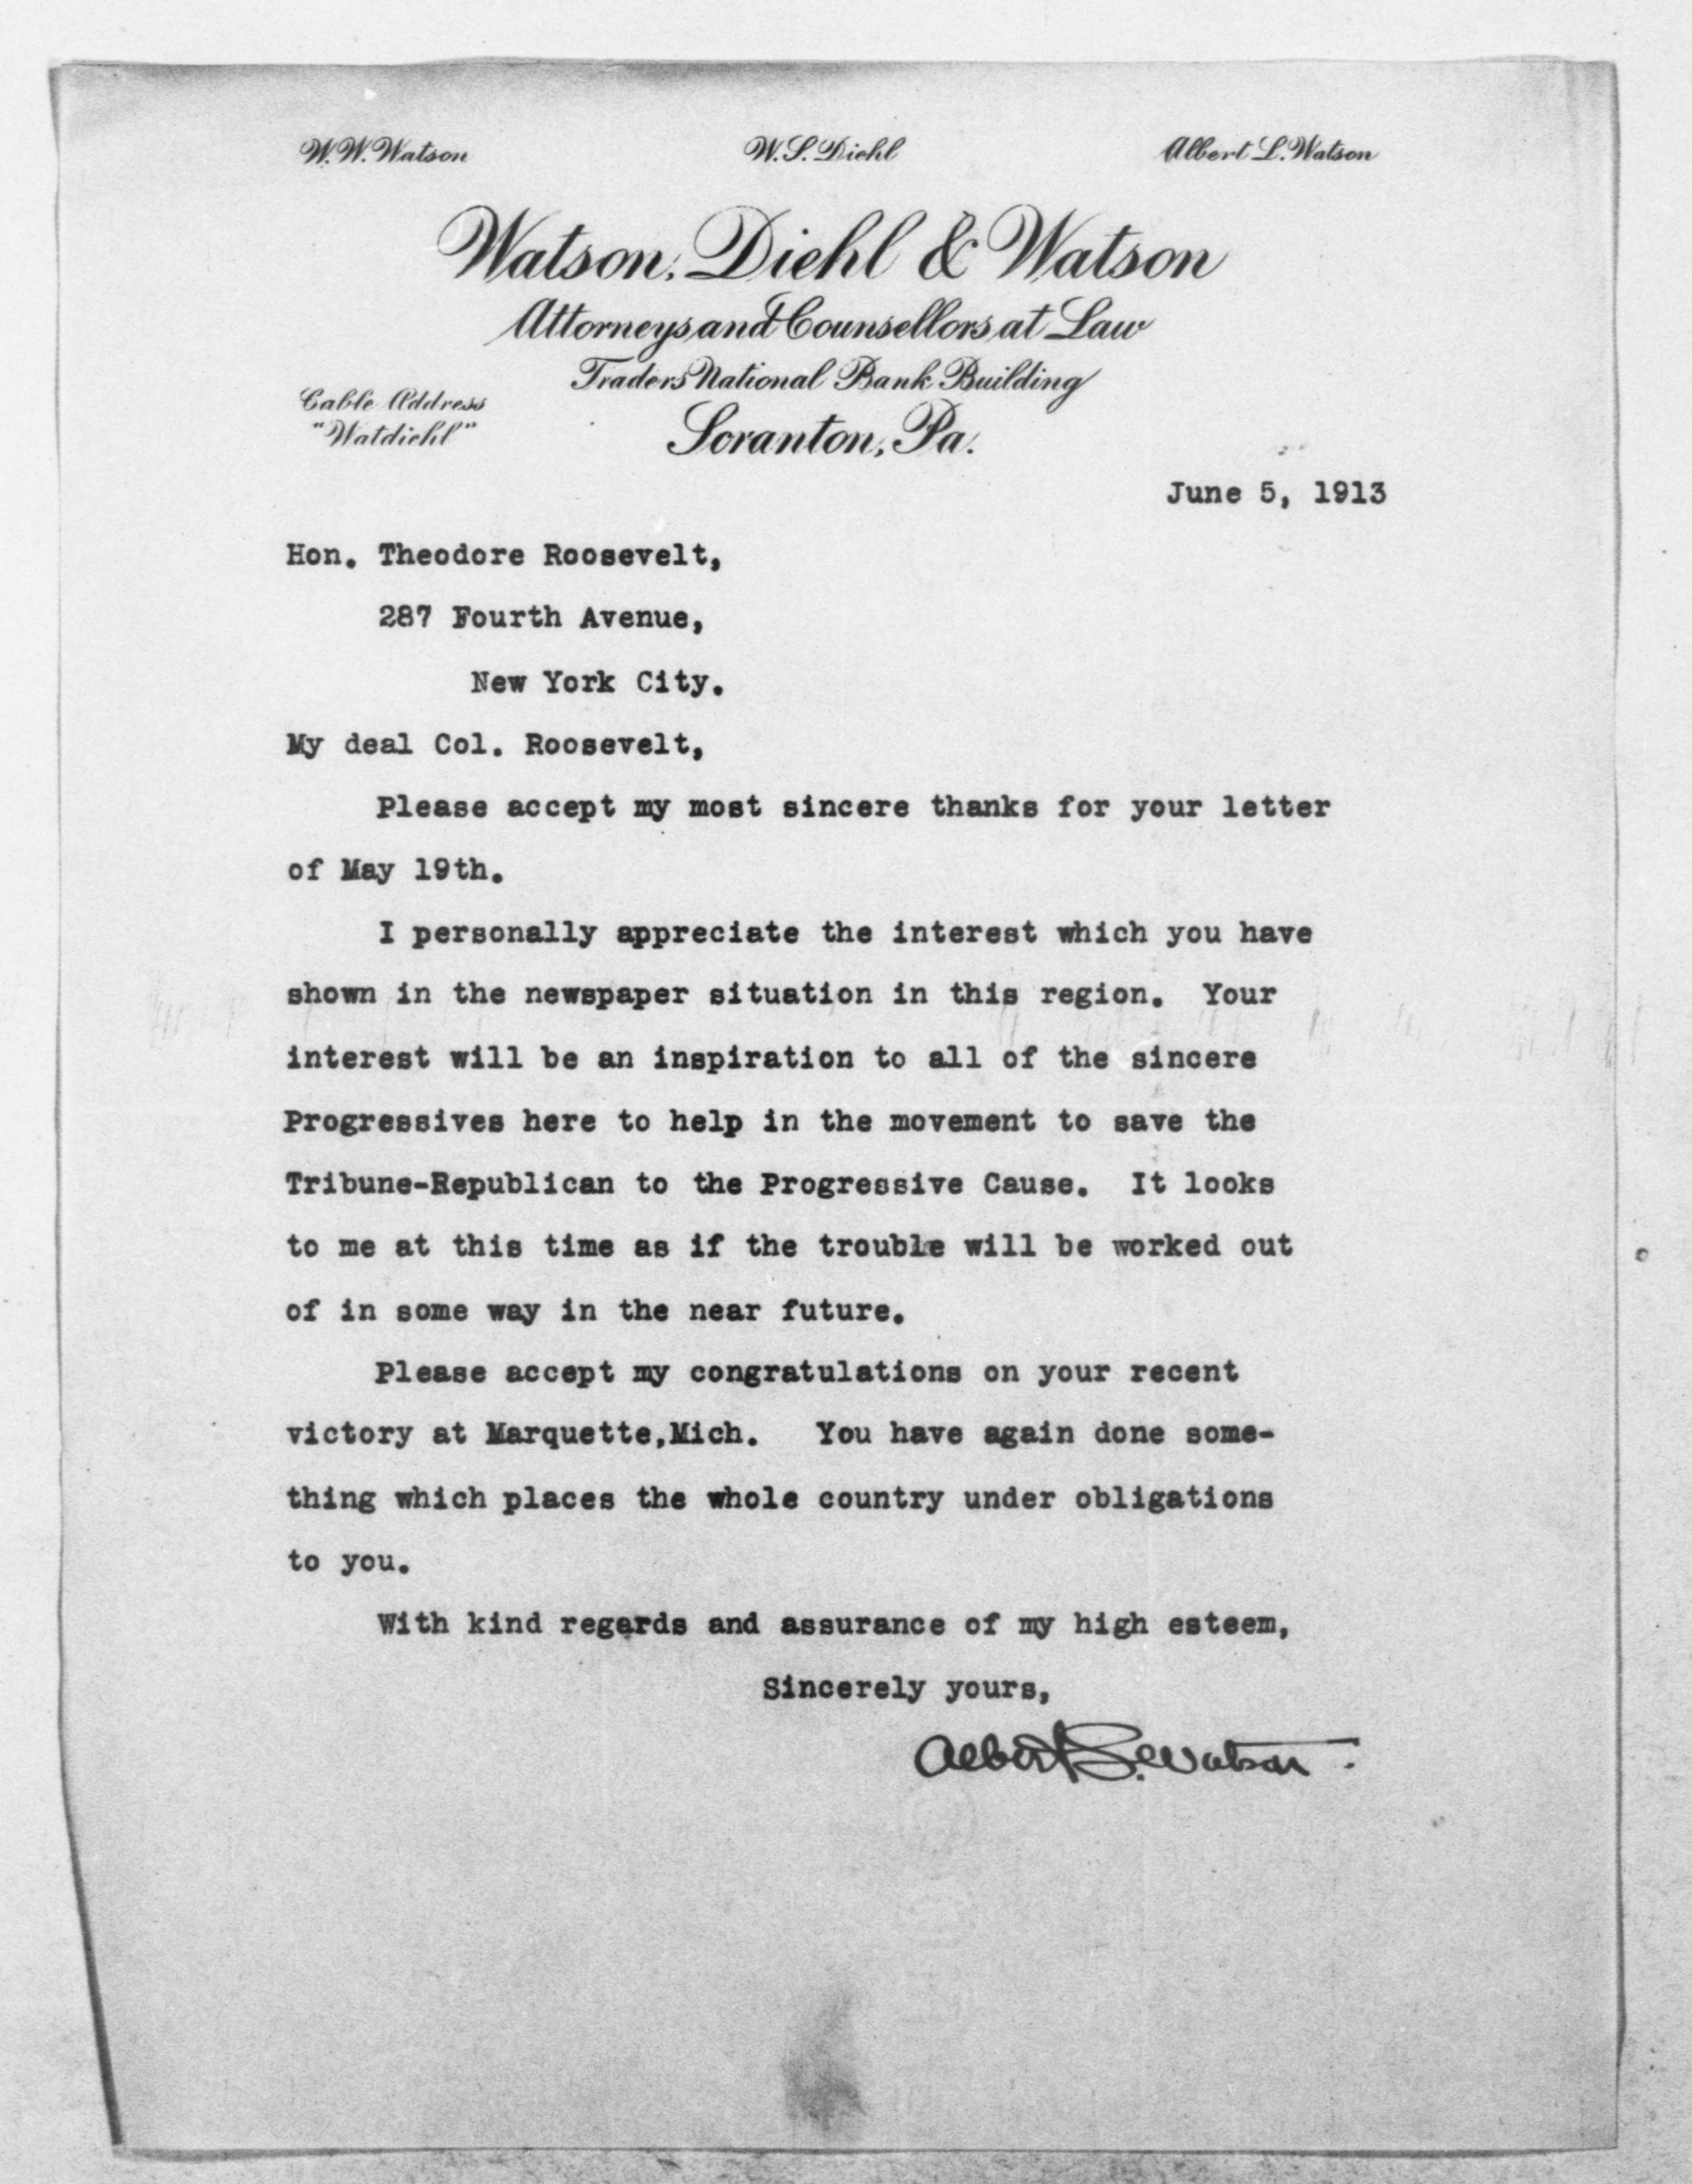 W. W. Watson W. S. Diehl Albert L. Watson
Watson, Diehl & Watson
Attorneys and Counsellors at Law
Traders National Bank Building
Cable Address
"Watdiehl"
Scranton, Pa.
June 5, 1913
Hon. Theodore Roosevelt,
287 Fourth Avenue,
New York City.
My deal Col. Roosevelt,
Please accept my most sincere thanks for your letter
of May 19th.
I personally appreciate the interest which you have
shown in the newspaper situation in this region. Your
interest will be an inspiration to all of the sincere
Progressives here to help in the movement to save the
Tribune-Republican to the Progressive Cause. It looks
to me at this time as if the trouble will be worked out
of in some way in the near future.
Please accept my congratulations on your recent
victory at Marquette,Mich. You have again done some-
thing which places the whole country under obligations
to you.
With kind regards and assurance of my high esteem,
Sincerely yours,
Albert L. Watson.